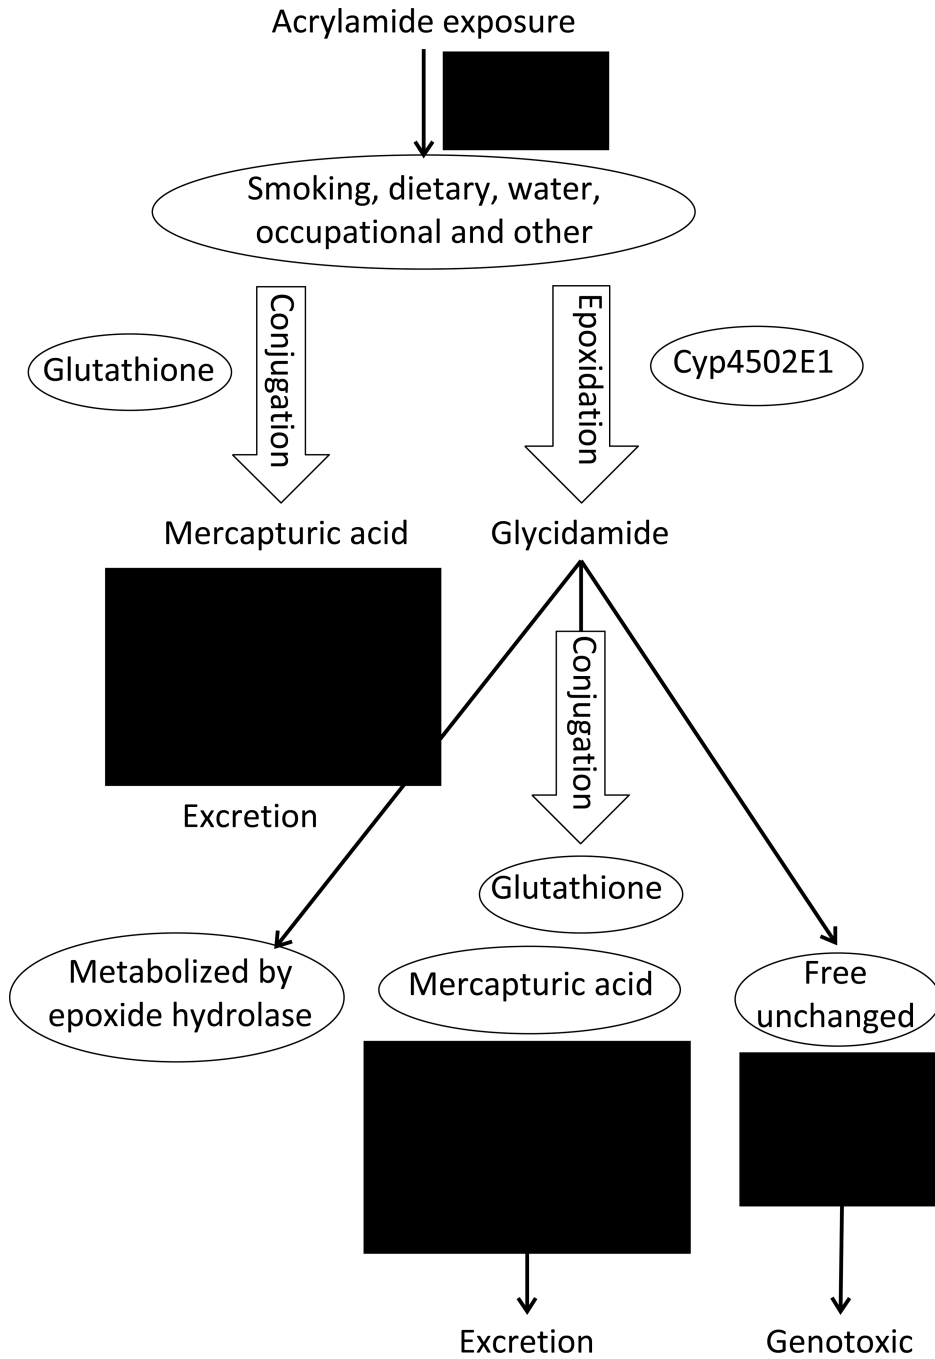 Acrylamide exposure
Smoking, dietary, water,
occupational and other
Conjugation
Epoxidation
Glutathione
Cyp4502E1
Mercapturic acid
Glycidamide
Conjugation
Excretion
Glutathione
Metabolized by
epoxide hydrolase
Mercapturic acid
Free
unchanged
Excretion
Genotoxic